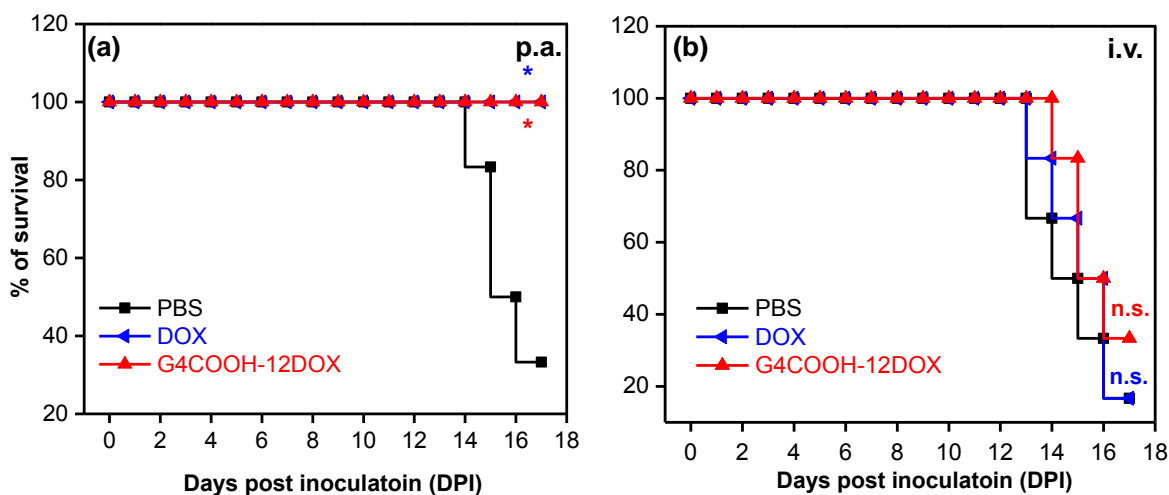 (a)
p.a.
*
*
120
100
80
60
40
20
% of survival
PBS
DOX
G4COOH-12DOX
0 2 4 6 8 10 12 14 16 18
Days post inoculatoin (DPI)
(b)
i.v.
120
100
80
60
40
20
PBS
DOX
G4COOH-12DOX
n.s.
n.s.
0 2 4 6 8 10 12 14 16 18
Days post inoculatoin (DPI)